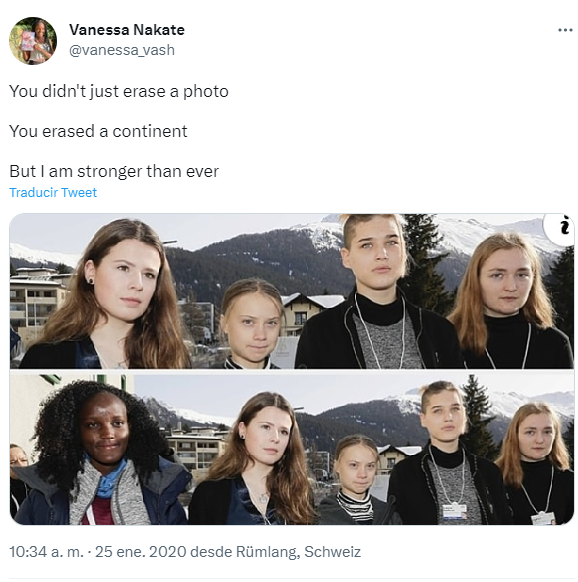 Vanessa Nakate
@vanessa_vash
You didn't just erase a photo
You erased a continent
But I am stronger than ever
Traducir Tweet
i
10:34 a. m. · 25 ene. 2020 desde Rümlang, Schweiz